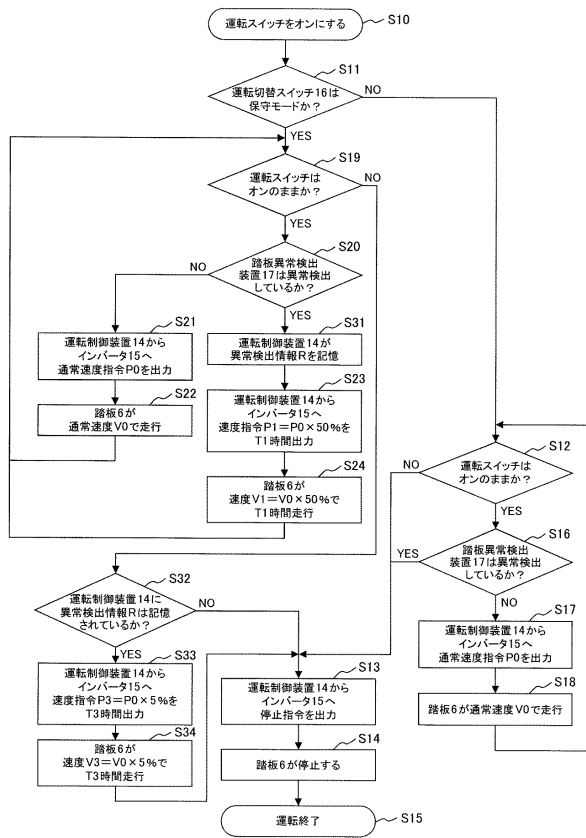 運転スイッチをオンにする
S10
S11
運転切替スイッチ16は
保守モードか?
NO
YES
S19
運転スイッチは
オンのままか?
NO
YES
S20
踏板異常検出
装置17は異常検出
しているか?
NO
YES
S21
運転制御装置14から
インバータ15へ
通常速度指令P0を出力
S22
踏板6が
通常速度V0で走行
S31
運転制御装置14が
異常検出情報Rを記憶
S23
運転制御装置14から
インバータ15へ
速度指令P1=P0×50%を
T1時間出力
S24
踏板6が
速度V1=V0×50%で
T1時間走行
S12
運転スイッチは
オンのままか?
NO
YES
S16
踏板異常検出
装置17は異常検出
しているか?
YES
NO
S17
運転制御装置14から
インバータ15へ
通常速度指令P0を出力
S18
踏板6が通常速度V0で走行
S32
運転制御装置14に
異常検出情報Rは記憶
されているか?
NO
YES
S33
運転制御装置14から
インバータ15へ
速度指令P3=P0×5%を
T3時間出力
S34
踏板6が
速度V3=V0×5%で
T3時間走行
S13
運転制御装置14から
インバータ15へ
停止指令を出力
S14
踏板6が停止する
運転終了
S15